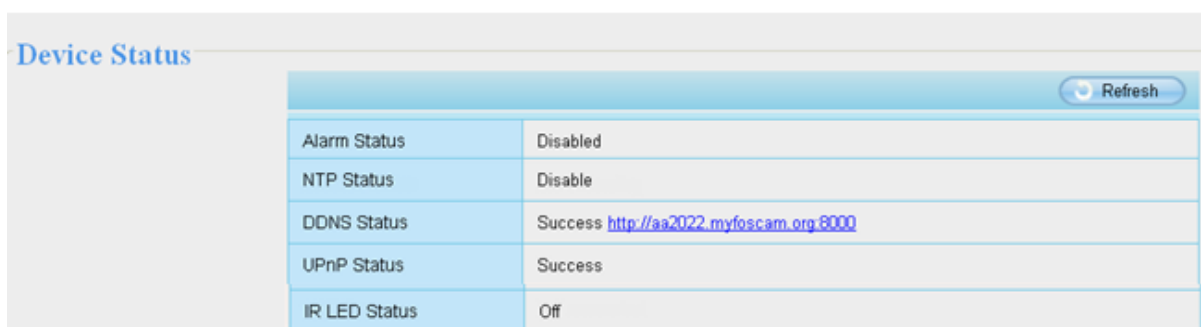 Device Status
Refresh
Alarm Status Disabled
NTP Status Disable
DDNS Status Success http://aa2022.myfoscam.org:8000
UPnP Status Success
IR LED Status Off